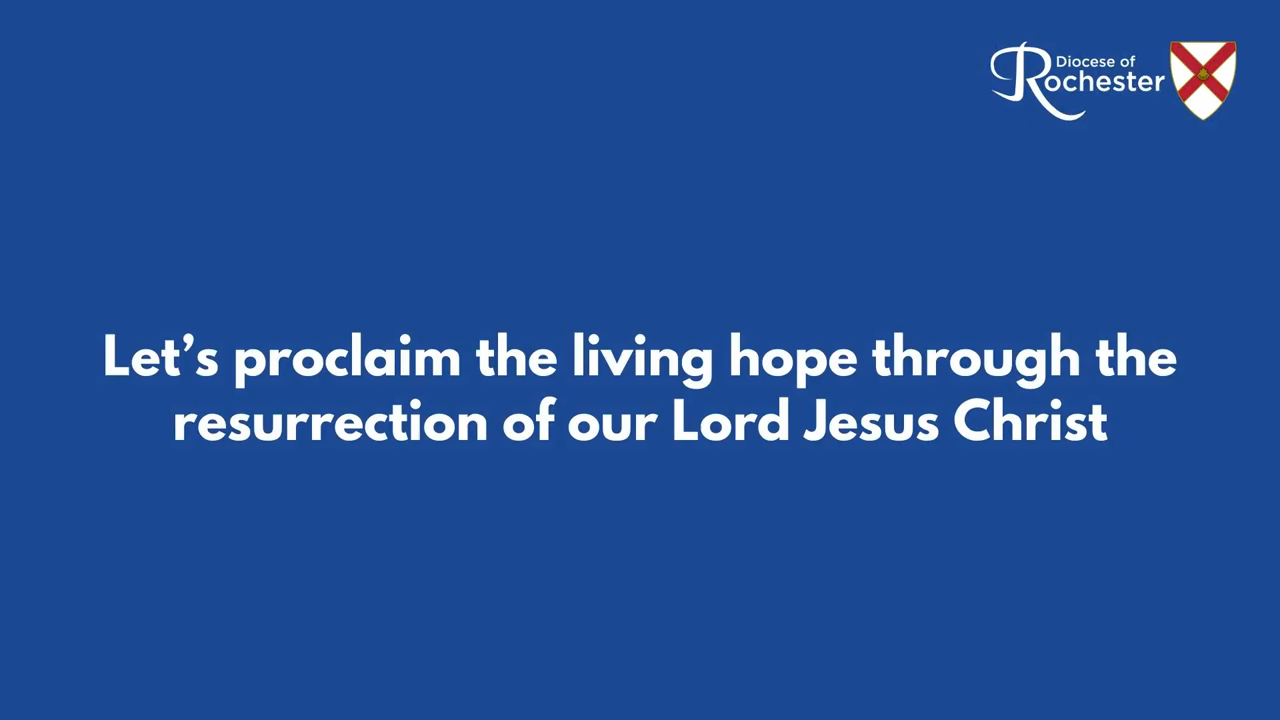 Diocese of
Rochester
Let’s proclaim the living hope through the
resurrection of our Lord Jesus Christ